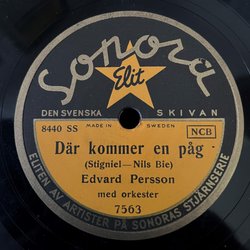 Sonora
Elit
DEN SVENSKA SKIVAN
8440 SS MADE IN SWEDEN NCB
Där kommer en påg
(Stigniel—Nils Bie)
Edvard Persson
med orkester
7563
ELITEN AV ARTISTER PÅ SONORAS STJÄRNSERIE